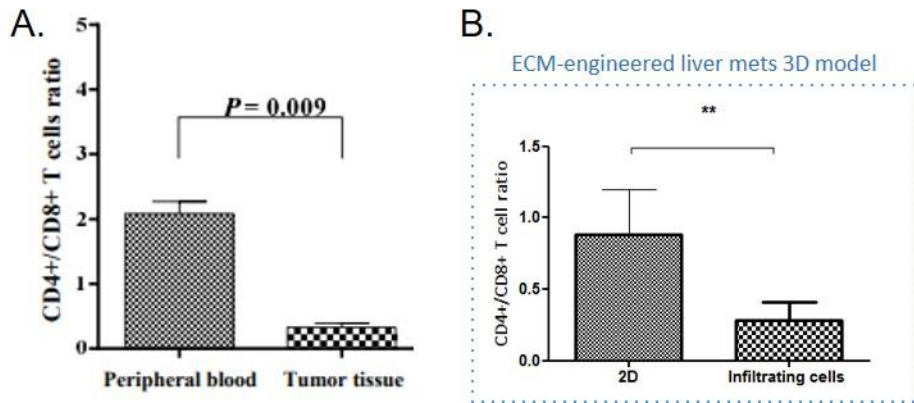 A.
CD4+/CD8+ T cells ratio
5
4
3
2
1
0
P = 0.009
Peripheral blood
Tumor tissue
B.
ECM-engineered liver mets 3D model
**
CD4+/CD8+ T cell ratio
1.5
1.0
0.5
0.0
2D
Infiltrating cells